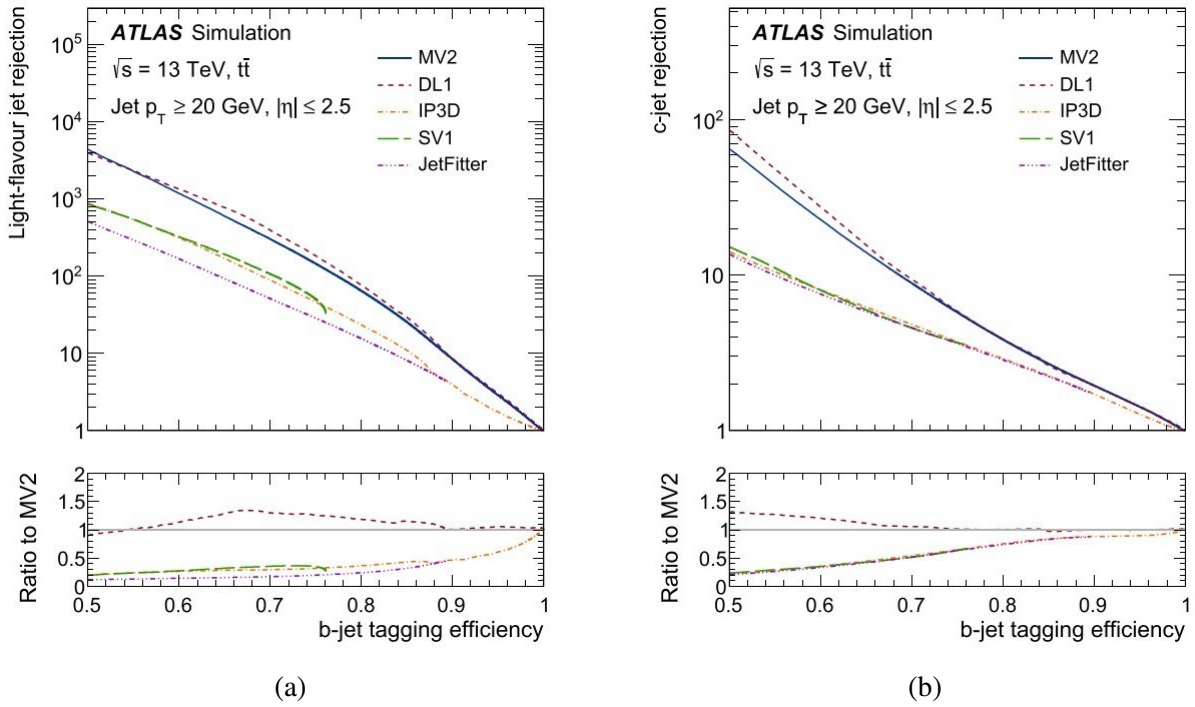 ATLAS Simulation
√s = 13 TeV, tt̄
Jet pT ≥ 20 GeV, |η| ≤ 2.5
MV2
DL1
IP3D
SV1
JetFitter
Light-flavour jet rejection
10⁵
10⁴
10³
10²
10
1
Ratio to MV2
2
1.5
1
0.5
0
0.5 0.6 0.7 0.8 0.9 1
b-jet tagging efficiency
(a)
ATLAS Simulation
√s = 13 TeV, tt̄
Jet pT ≥ 20 GeV, |η| ≤ 2.5
MV2
DL1
IP3D
SV1
JetFitter
c-jet rejection
10²
10
1
Ratio to MV2
2
1.5
1
0.5
0
0.5 0.6 0.7 0.8 0.9 1
b-jet tagging efficiency
(b)